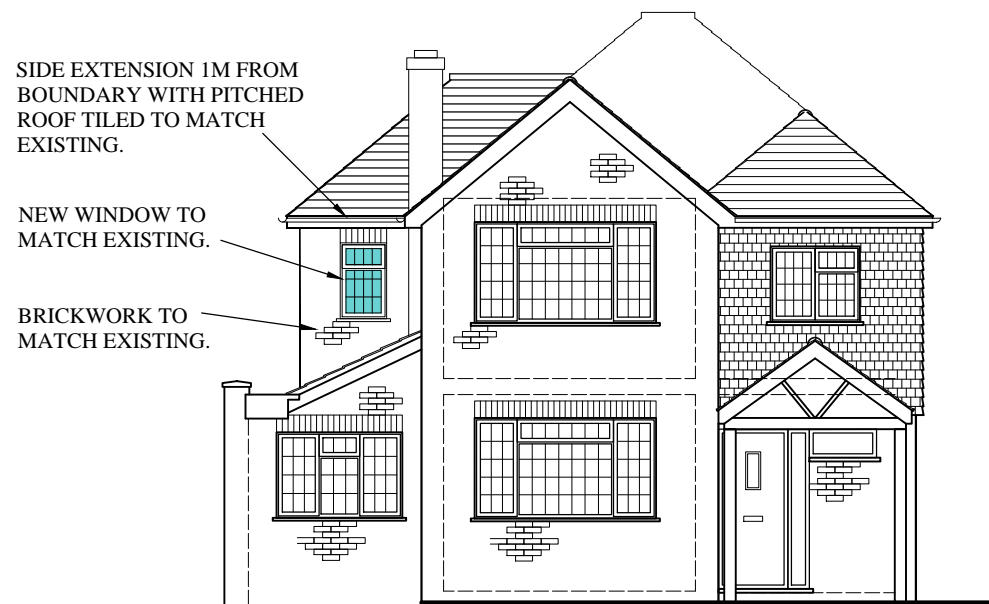 SIDE EXTENSION 1M FROM
BOUNDARY WITH PITCHED
ROOF TILED TO MATCH
EXISTING.
NEW WINDOW TO
MATCH EXISTING.
BRICKWORK TO
MATCH EXISTING.